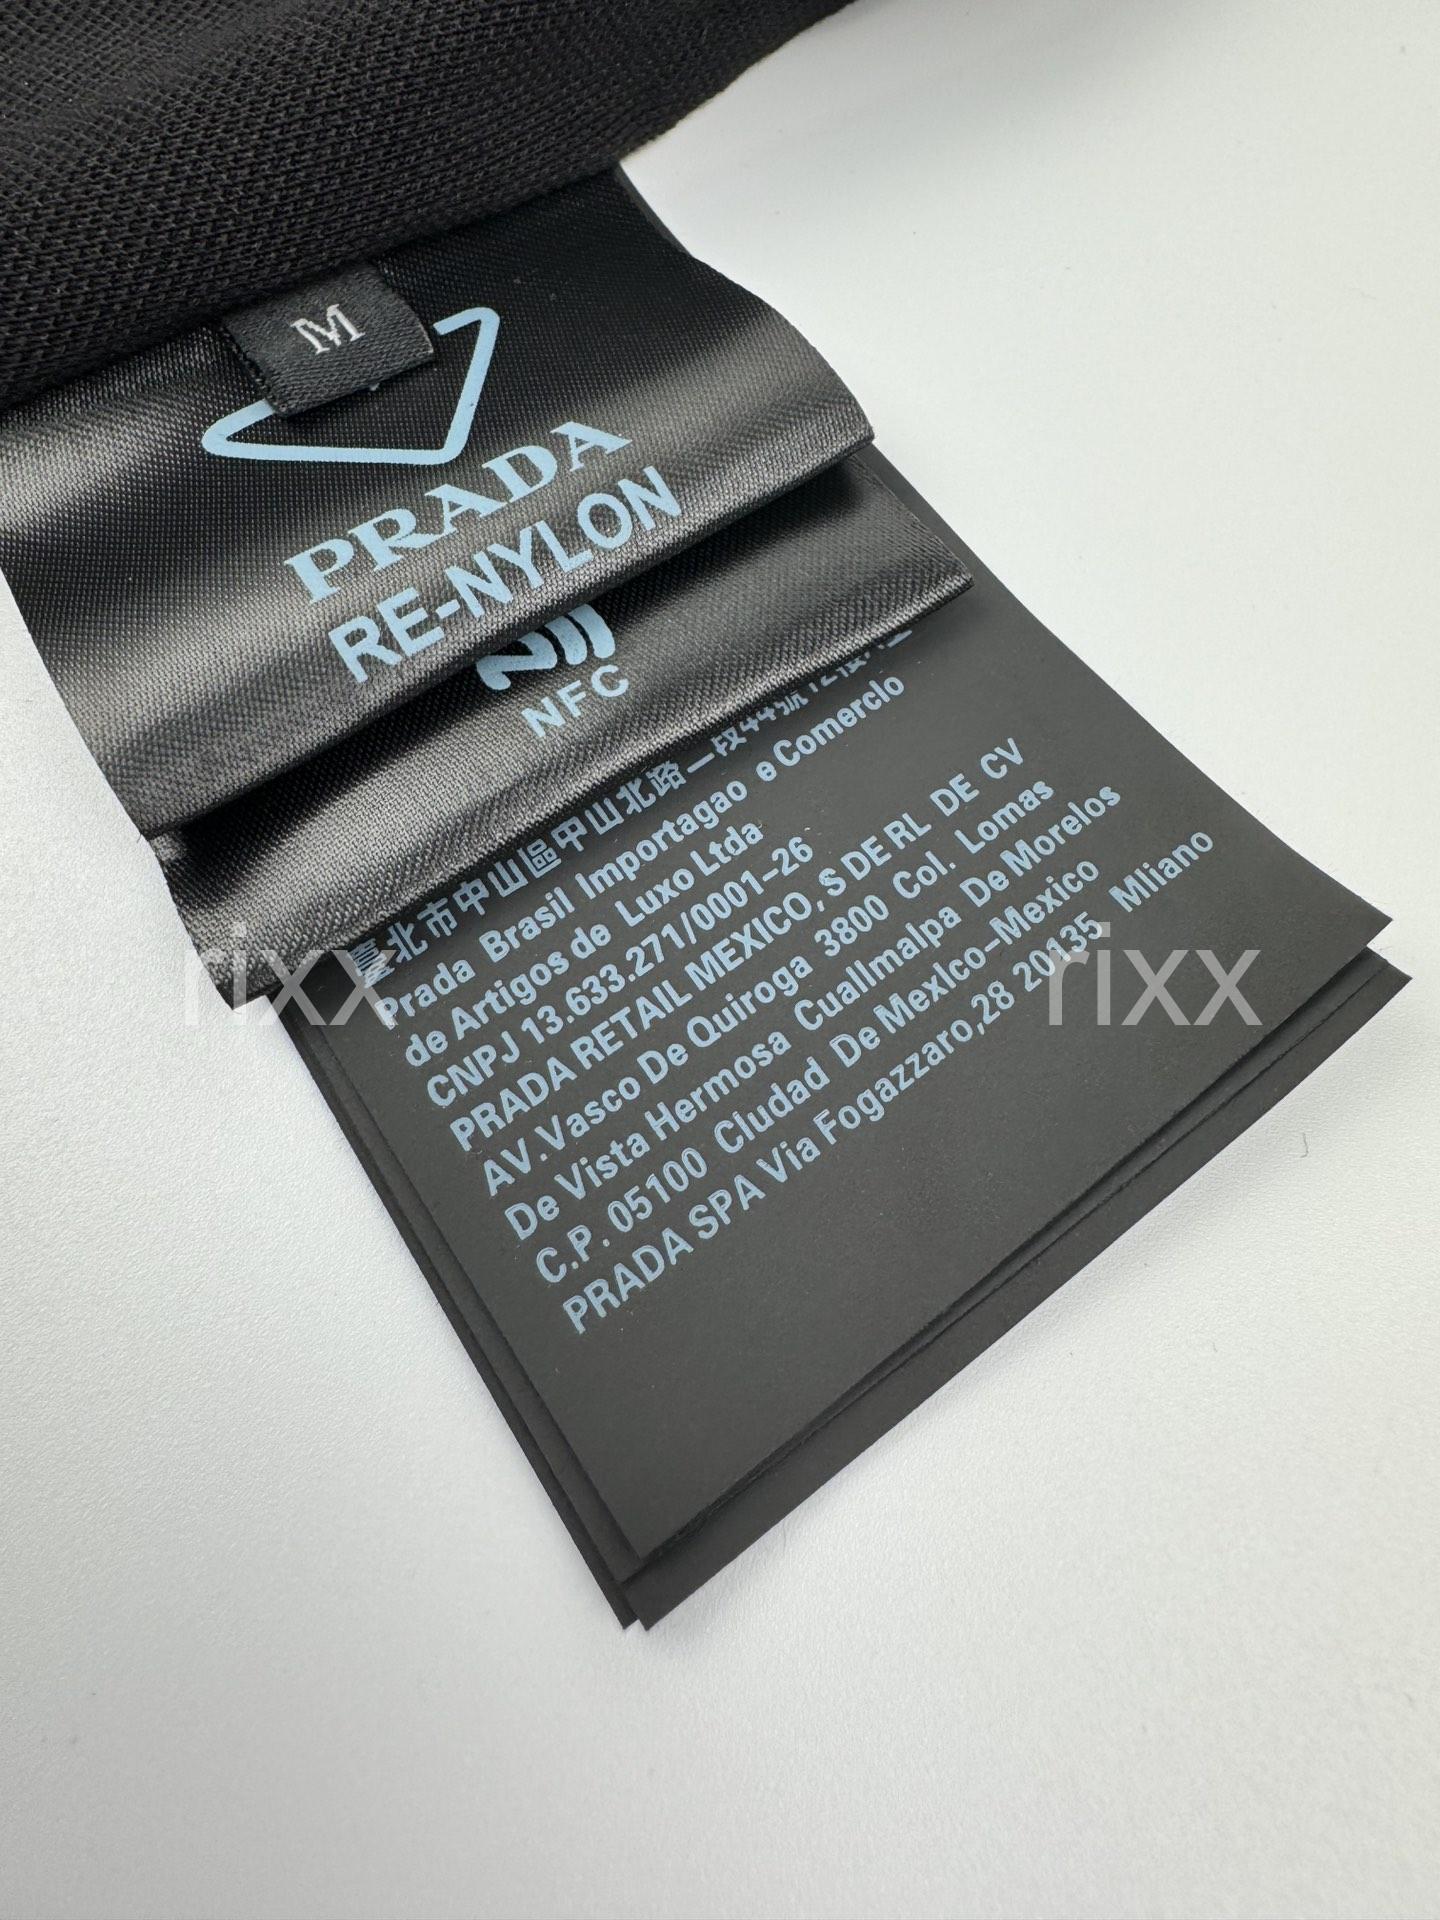 M
PRADA
RE-NYLON
NFC
臺北市中山區中山北路一段44號12樓
Prada Brasil Importagao e Comerclo
de Artigos de Luxo Ltda
CNPJ 13.633.271/0001-26
PRADA RETAIL MEXICO, S DE RL DE CV
AV.Vasco De Quiroga 3800 Col. Lomas
De Vista Hermosa Cuallmalpa De Morelos
C.P. 05100 Cludad De Mexlco-Mexico
PRADA SPA Via Fogazzaro,28 20135 Mliano
rixx rixx